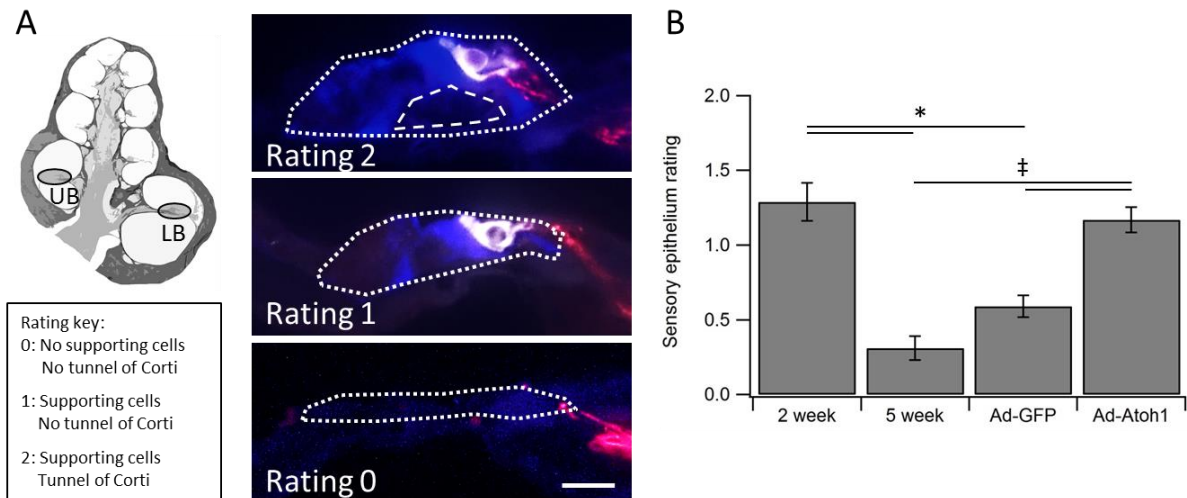 A
UB
LB
Rating key:
0: No supporting cells
No tunnel of Corti
1: Supporting cells
No tunnel of Corti
2: Supporting cells
Tunnel of Corti
Rating 2
Rating 1
Rating 0
B
Sensory epithelium rating
2.0
1.5
1.0
0.5
0.0
*
‡
2 week
5 week
Ad-GFP
Ad-Atoh1